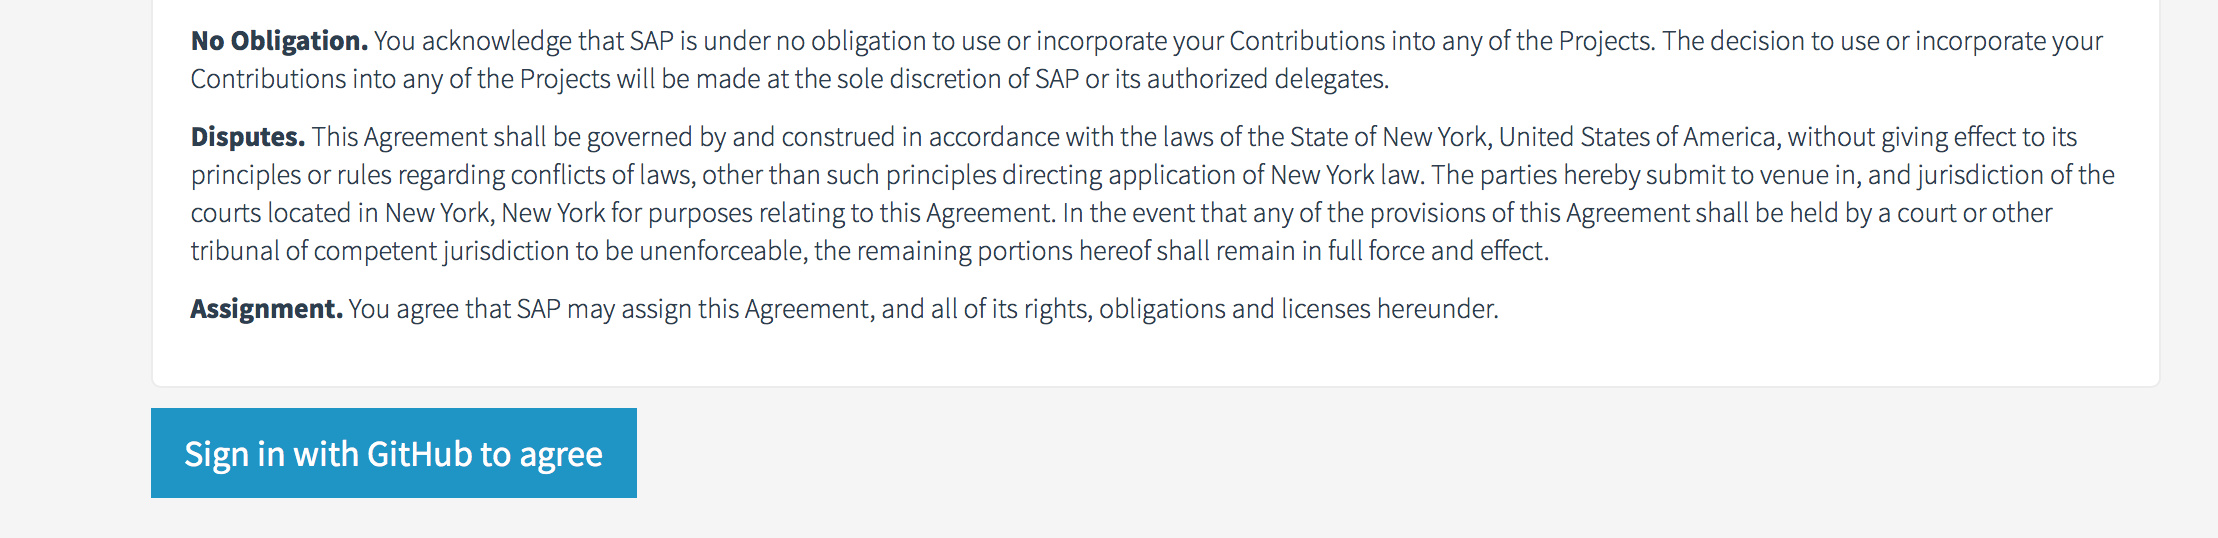 No Obligation. You acknowledge that SAP is under no obligation to use or incorporate your Contributions into any of the Projects. The decision to use or incorporate your
Contributions into any of the Projects will be made at the sole discretion of SAP or its authorized delegates.
Disputes. This Agreement shall be governed by and construed in accordance with the laws of the State of New York, United States of America, without giving effect to its
principles or rules regarding conflicts of laws, other than such principles directing application of New York law. The parties hereby submit to venue in, and jurisdiction of the
courts located in New York, New York for purposes relating to this Agreement. In the event that any of the provisions of this Agreement shall be held by a court or other
tribunal of competent jurisdiction to be unenforceable, the remaining portions hereof shall remain in full force and effect.
Assignment. You agree that SAP may assign this Agreement, and all of its rights, obligations and licenses hereunder.
Sign in with GitHub to agree